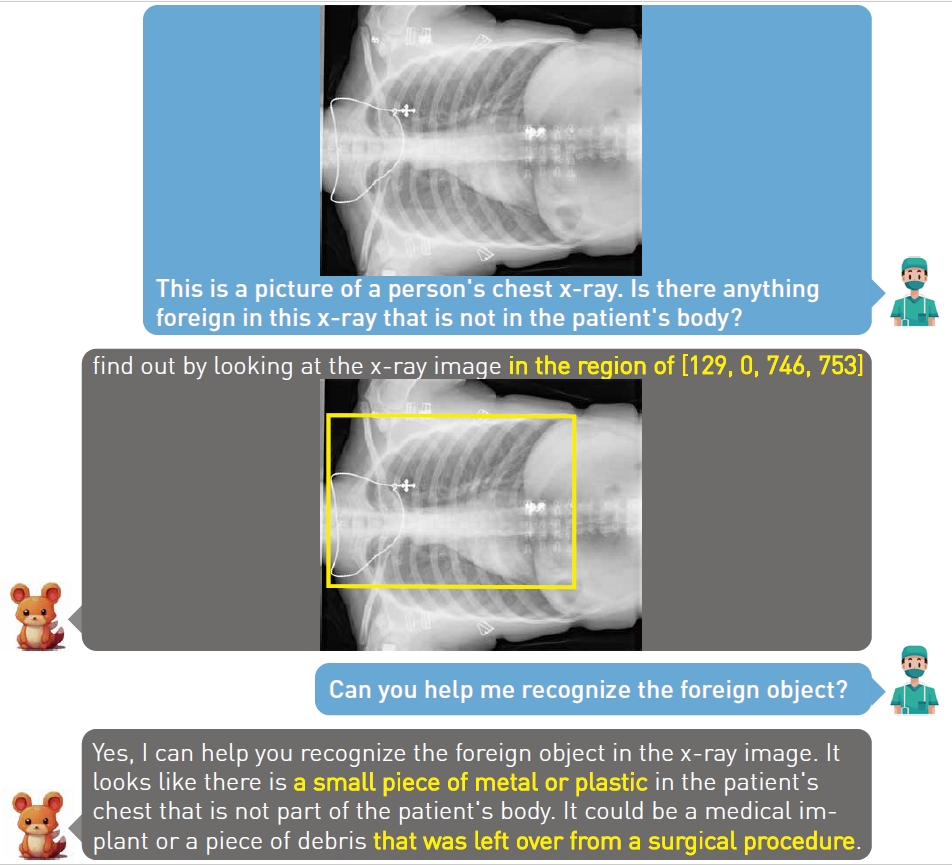 This is a picture of a person's chest x-ray. Is there anything
foreign in this x-ray that is not in the patient's body?
find out by looking at the x-ray image in the region of [129, 0, 746, 753]
Can you help me recognize the foreign object?
Yes, I can help you recognize the foreign object in the x-ray image. It
looks like there is a small piece of metal or plastic in the patient's
chest that is not part of the patient's body. It could be a medical im-
plant or a piece of debris that was left over from a surgical procedure.